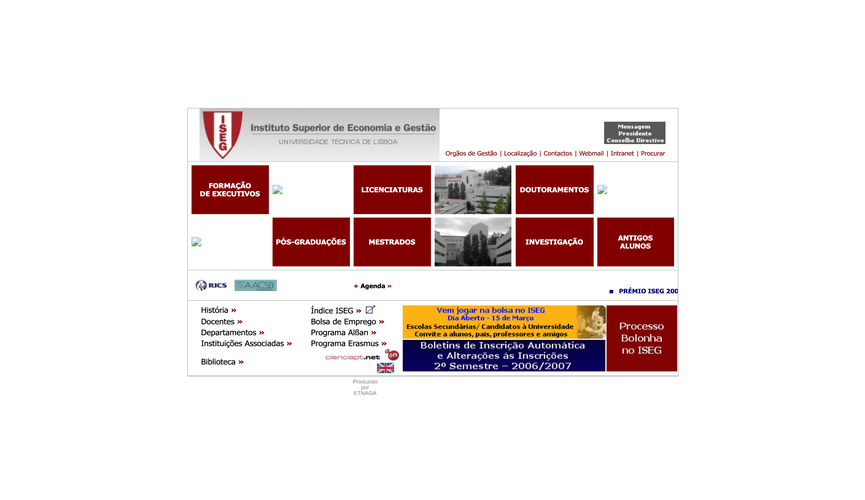 ISEG
Instituto Superior de Economia e Gestão
UNIVERSIDADE TÉCNICA DE LISBOA
Mensagem
Presidente
Conselho Directivo
Orgãos de Gestão | Localização | Contactos | Webmail | Intranet | Procurar
FORMAÇÃO
DE EXECUTIVOS
LICENCIATURAS
DOUTORAMENTOS
PÓS-GRADUAÇÕES
MESTRADOS
INVESTIGAÇÃO
ANTIGOS
ALUNOS
RICS
AACSB
Agenda »
PRÉMIO ISEG 200
História »
Docentes »
Departamentos »
Instituições Associadas »
Biblioteca »
Índice ISEG »
Bolsa de Emprego »
Programa Alßan »
Programa Erasmus »
cienciapt.net
Vem jogar na bolsa no ISEG
Dia Aberto - 15 de Março
Escolas Secundárias/ Candidatos à Universidade
Convite a alunos, pais, professores e amigos
Boletins de Inscrição Automática
e Alterações às Inscrições
2º Semestre - 2006/2007
Processo
Bolonha
no ISEG
Produzido
por
ETNAGA